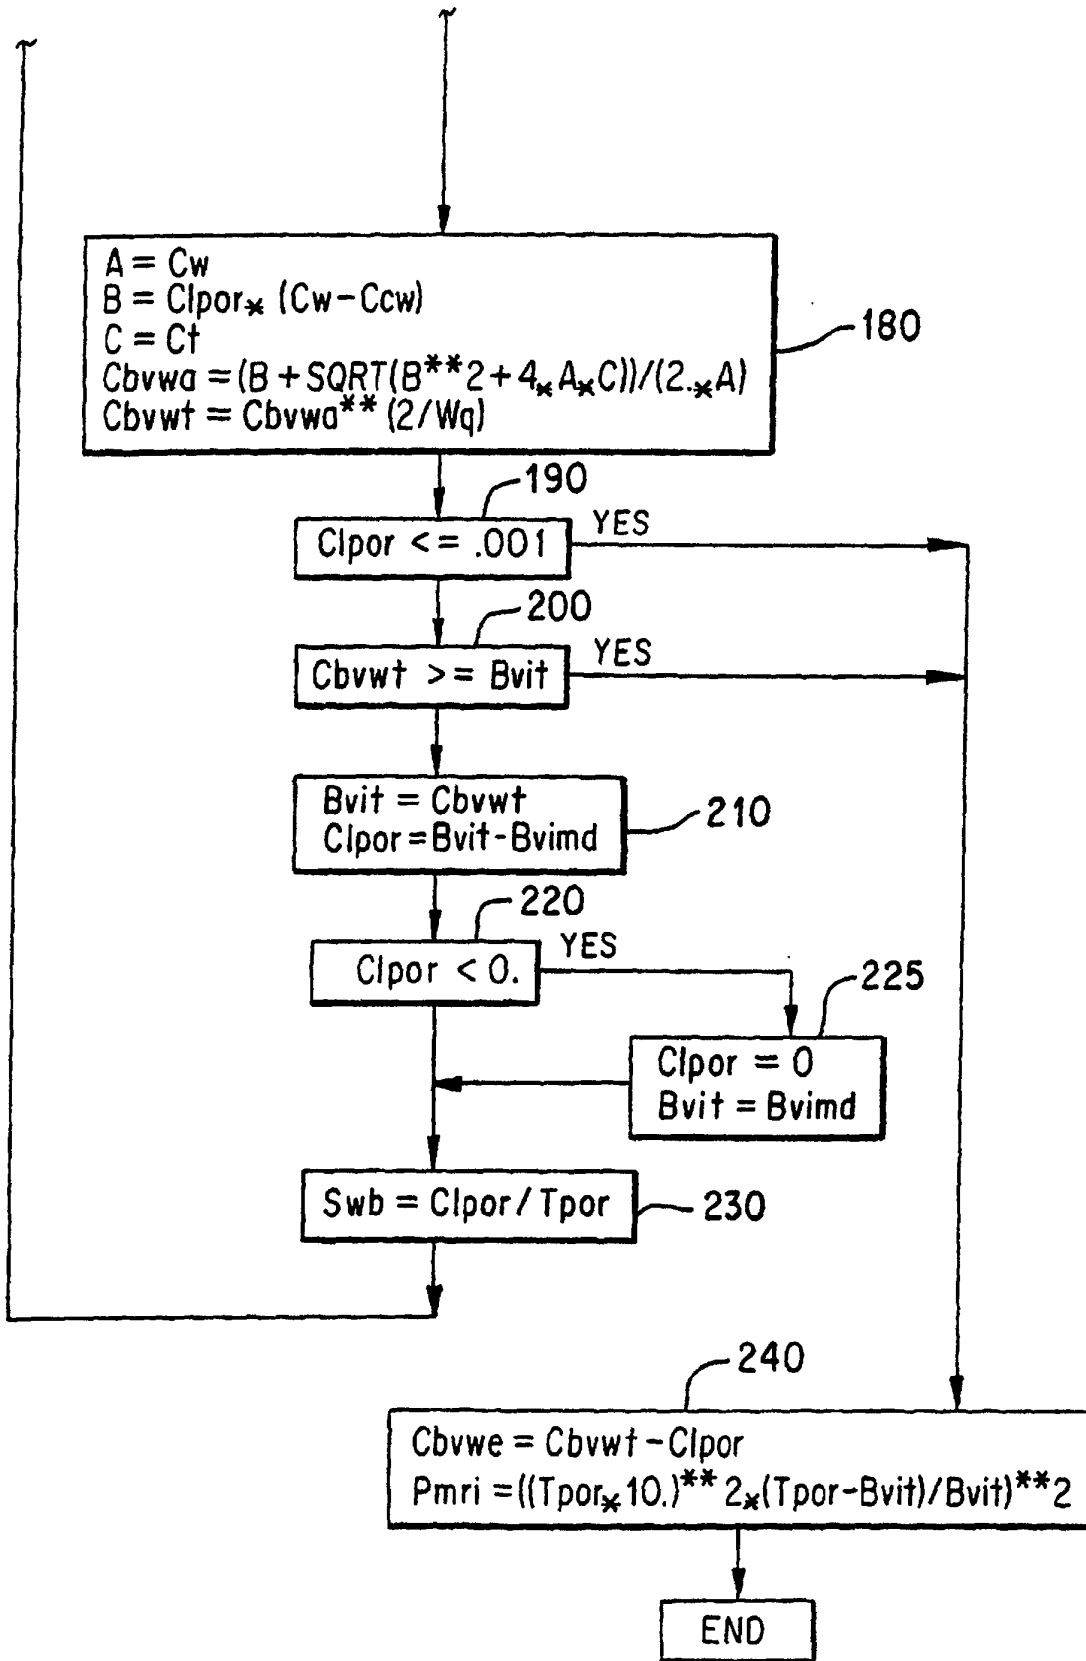 A = Cw
B = Clpor* (Cw-Ccw)
C = Ct
Cbvwa = (B + SQRT(B**2 + 4*A*C))/(2.*A)
Cbvwt = Cbvwa** (2/Wq)
180
190
Clpor <= .001
YES
200
Cbvwt >= Bvit
YES
Bvit = Cbvwt
Clpor = Bvit-Bvimd
210
220
Clpor < 0.
YES
225
Clpor = 0
Bvit = Bvimd
Swb = Clpor / Tpor
230
240
Cbvwe = Cbvwt-Clpor
Pmri = ((Tpor*10.)**2*(Tpor-Bvit)/Bvit)**2
END